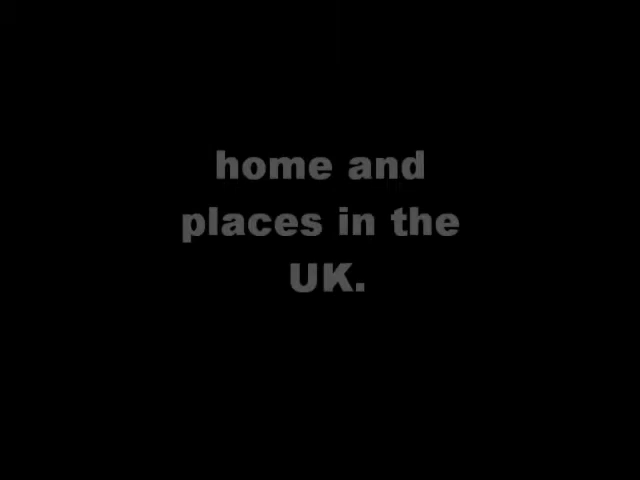 home and
places in the
UK.